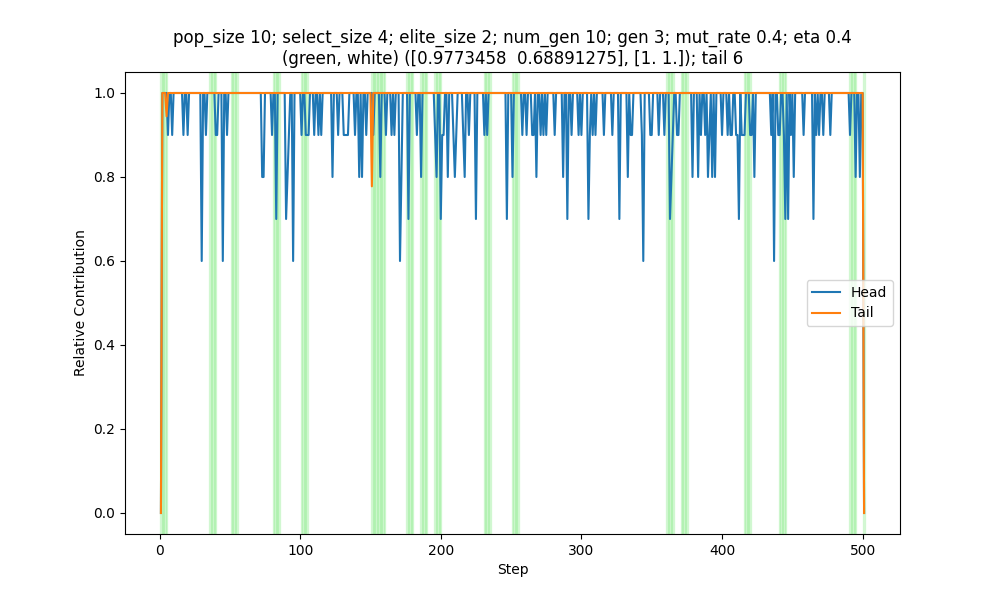 pop_size 10; select_size 4; elite_size 2; num_gen 10; gen 3; mut_rate 0.4; eta 0.4
(green, white) ([0.9773458  0.68891275], [1. 1.]); tail 6
1.0
0.8
0.6
0.4
0.2
0.0
Relative Contribution
Head
Tail
0
100
200
300
400
500
Step